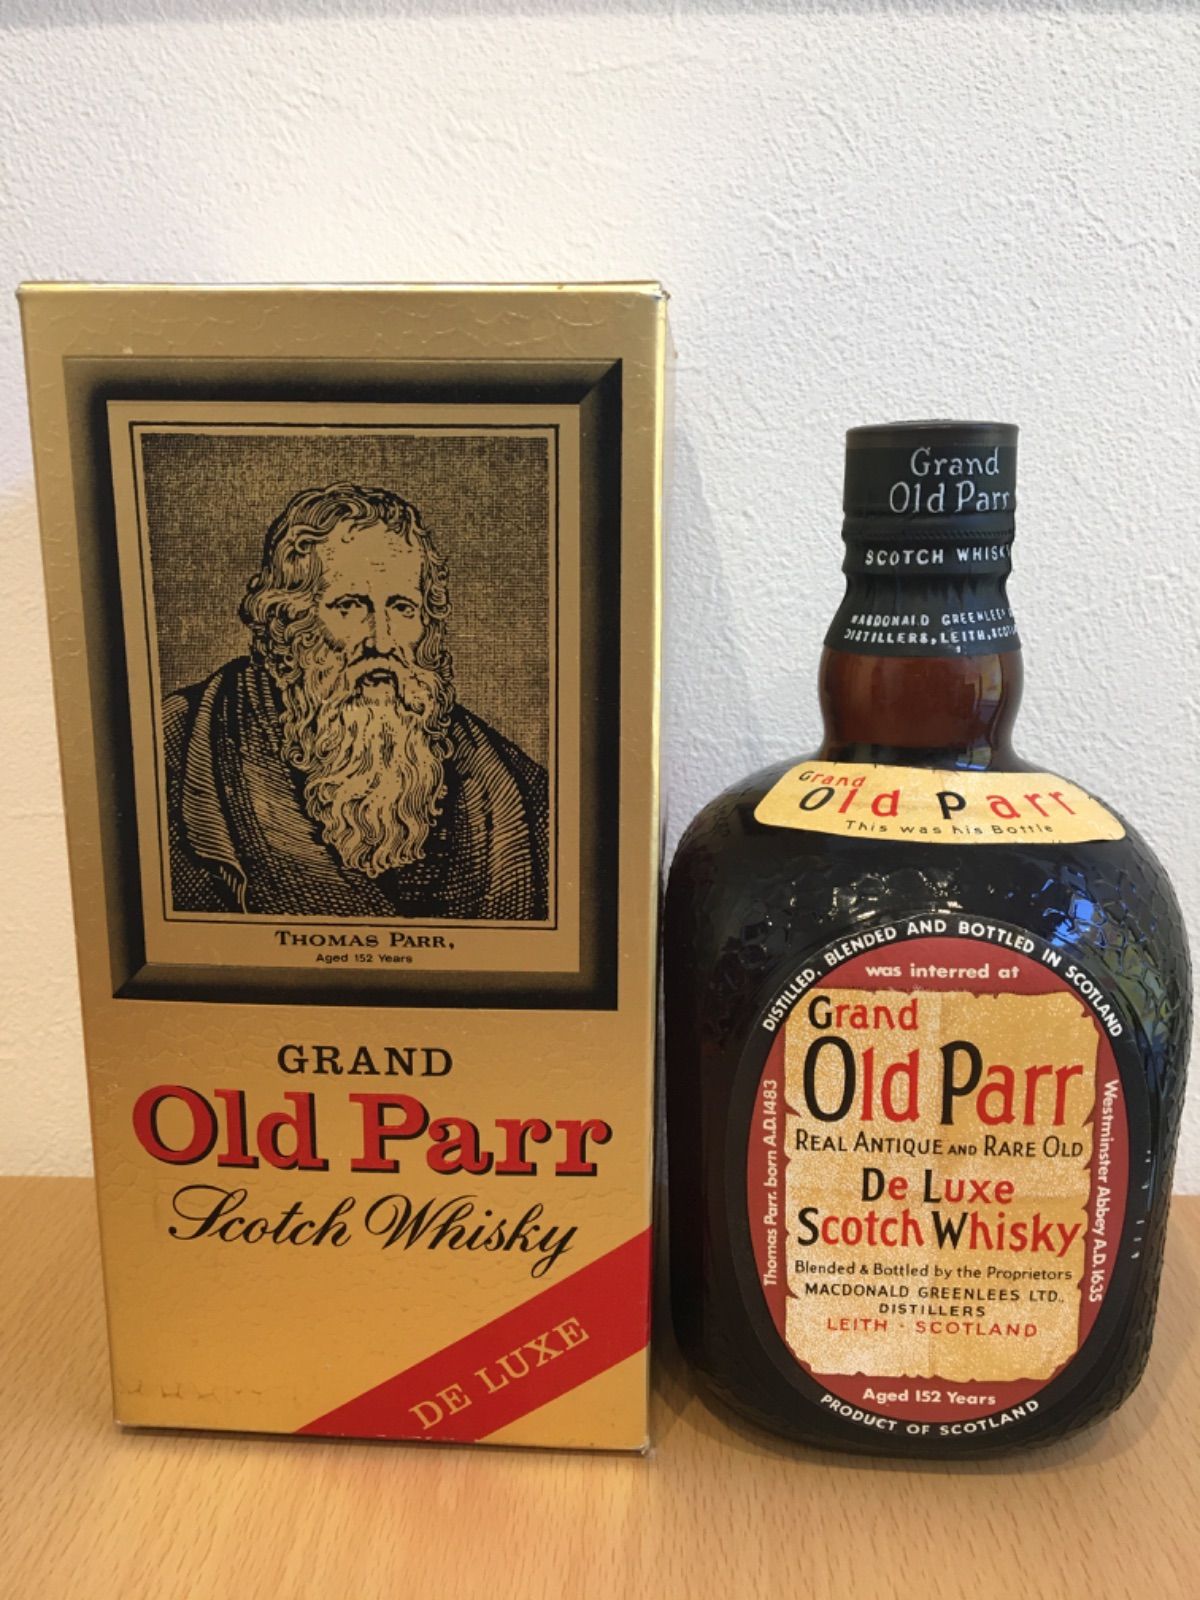 THOMAS PARR,
Aged 152 Years
GRAND
Old Parr
Scotch Whisky
DE LUXE
Grand
Old Parr
SCOTCH WHISKY
MACDONALD GREENLEES
DISTILLERS, LEITH,
Grand
Old Parr
This was his Bottle
DISTILLED, BLENDED AND BOTTLED IN SCOTLAND
was interred at
Thomas Parr. born A.D.1483
Westminster Abbey A.D. 1635
Grand
Old Parr
REAL ANTIQUE AND RARE OLD
De Luxe
Scotch Whisky
Blended & Bottled by the Proprietors
MACDONALD GREENLEES LTD.,
DISTILLERS
LEITH · SCOTLAND
Aged 152 Years
PRODUCT OF SCOTLAND